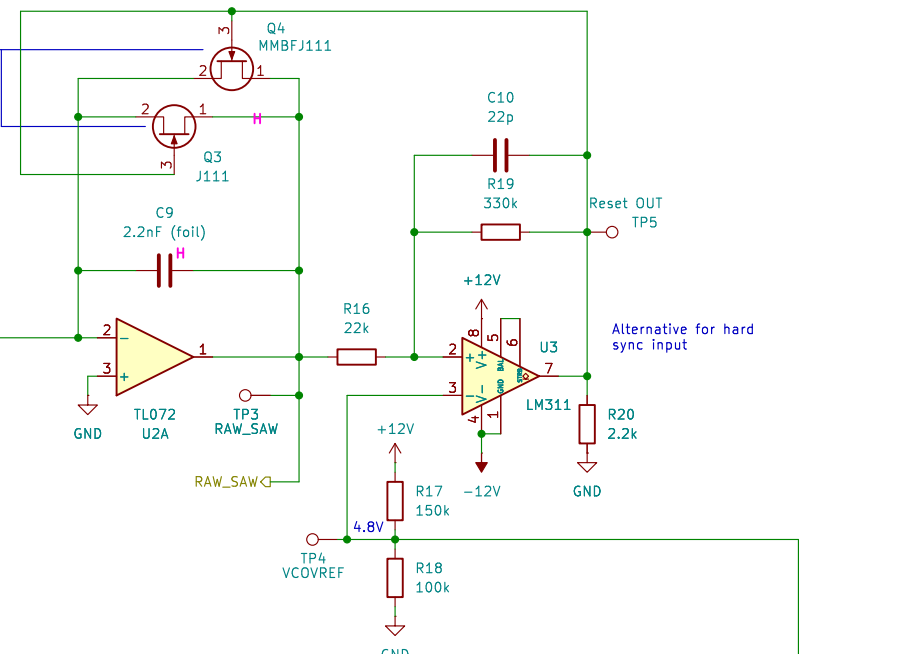 3
Q4
MMBFJ111
2
1
2
1
H
3
Q3
J111
C9
2.2nF (foil)
H
C10
22p
R19
330k
Reset OUT
TP5
+12V
R16
22k
Alternative for hard
sync input
2
−
1
3
+
GND
TL072
U2A
TP3
RAW_SAW
RAW_SAW
8
5
6
U3
2
+
V+
BAL
STRB
7
3
−
V−
GND
4
1
LM311
R20
2.2k
GND
+12V
-12V
R17
150k
4.8V
TP4
VCOVREF
R18
100k
GND